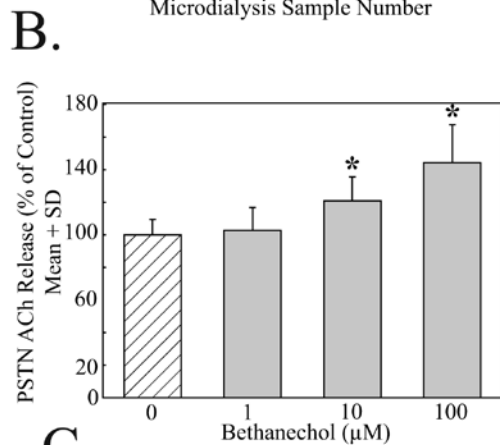 Microdialysis Sample Number
B.
PSTN ACh Release (% of Control)
Mean + SD
180
140
100
60
20
0
*
*
0 1 10 100
Bethanechol (µM)